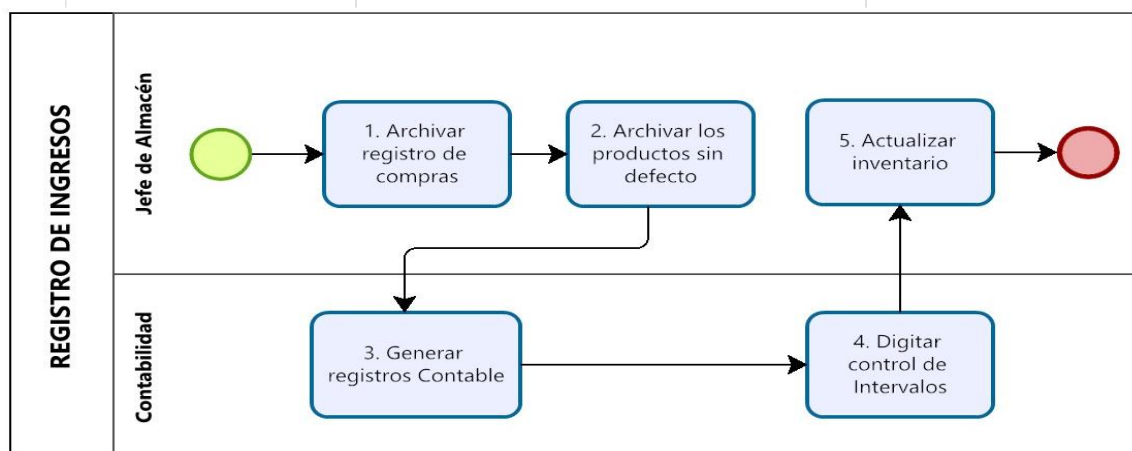 REGISTRO DE INGRESOS
Jefe de Almacén
1. Archivar
registro de
compras
2. Archivar los
productos sin
defecto
5. Actualizar
inventario
Contabilidad
3. Generar
registros Contable
4. Digitar
control de
Intervalos